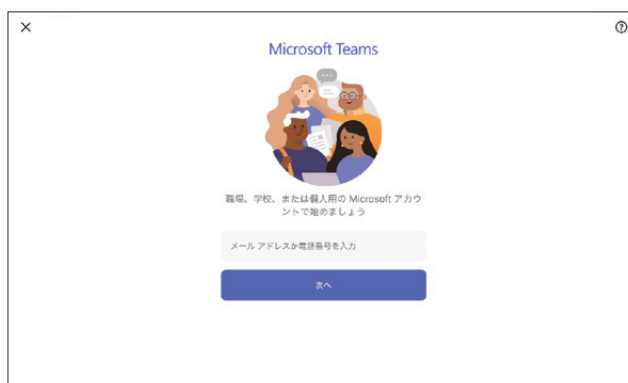 Microsoft Teams
職場、学校、または個人用の Microsoft アカウ
ントで始めましょう
メール アドレスか電話番号を入力
次へ